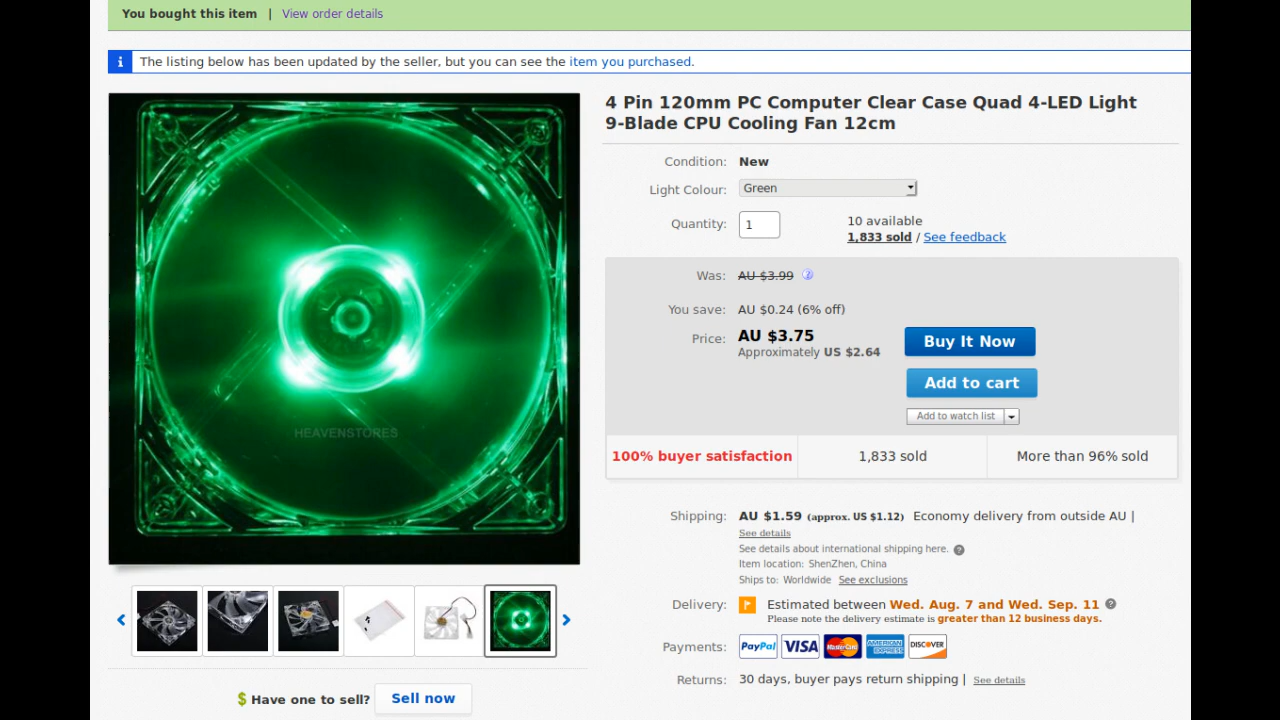 You bought this item | View order details
The listing below has been updated by the seller, but you can see the item you purchased.
4 Pin 120mm PC Computer Clear Case Quad 4-LED Light
9-Blade CPU Cooling Fan 12cm
Condition: New
Light Colour: Green
Quantity: 1
10 available
1,833 sold / See feedback
Was: AU $3.99
You save: AU $0.24 (6% off)
Price: AU $3.75
Approximately US $2.64
Buy It Now
Add to cart
Add to watch list
100% buyer satisfaction 1,833 sold More than 96% sold
HEAVENSTORES
Shipping: AU $1.59 (approx. US $1.12) Economy delivery from outside AU |
See details
See details about international shipping here.
Item location: ShenZhen, China
Ships to: Worldwide See exclusions
Delivery: Estimated between Wed. Aug. 7 and Wed. Sep. 11
Please note the delivery estimate is greater than 12 business days.
Payments: PayPal VISA MasterCard AMERICAN EXPRESS DISCOVER
Returns: 30 days, buyer pays return shipping | See details
$ Have one to sell? Sell now